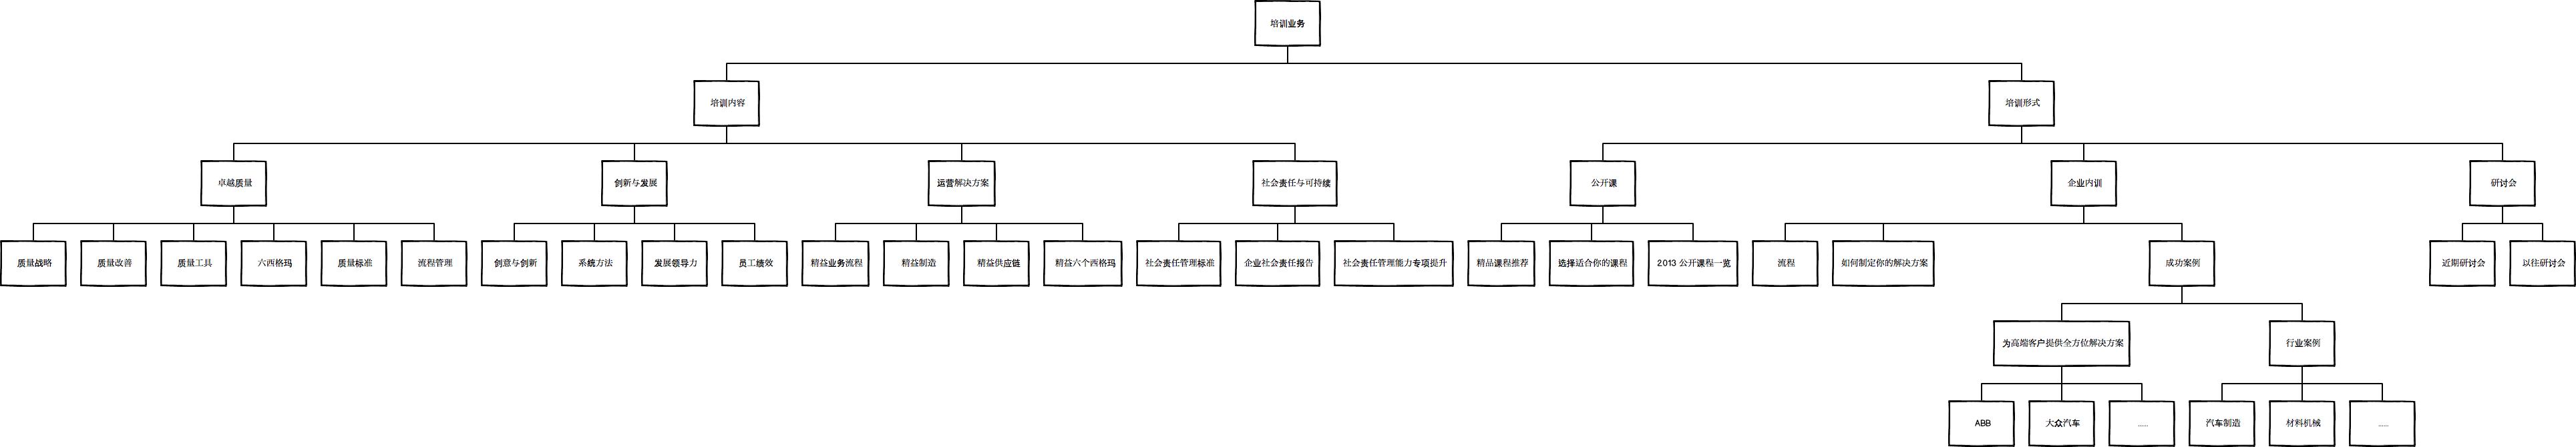 培训业务
培训内容
培训形式
卓越质量
创新与发展
运营解决方案
社会责任与可持续
公开课
企业内训
研讨会
质量战略
质量改善
质量工具
六西格玛
质量标准
流程管理
创意与创新
系统方法
发展领导力
员工绩效
精益业务流程
精益制造
精益供应链
精益六个西格玛
社会责任管理标准
企业社会责任报告
社会责任管理能力专项提升
精品课程推荐
选择适合你的课程
2013 公开课程一览
流程
如何制定你的解决方案
成功案例
近期研讨会
以往研讨会
为高端客户提供全方位解决方案
行业案例
ABB
大众汽车
......
汽车制造
材料机械
......